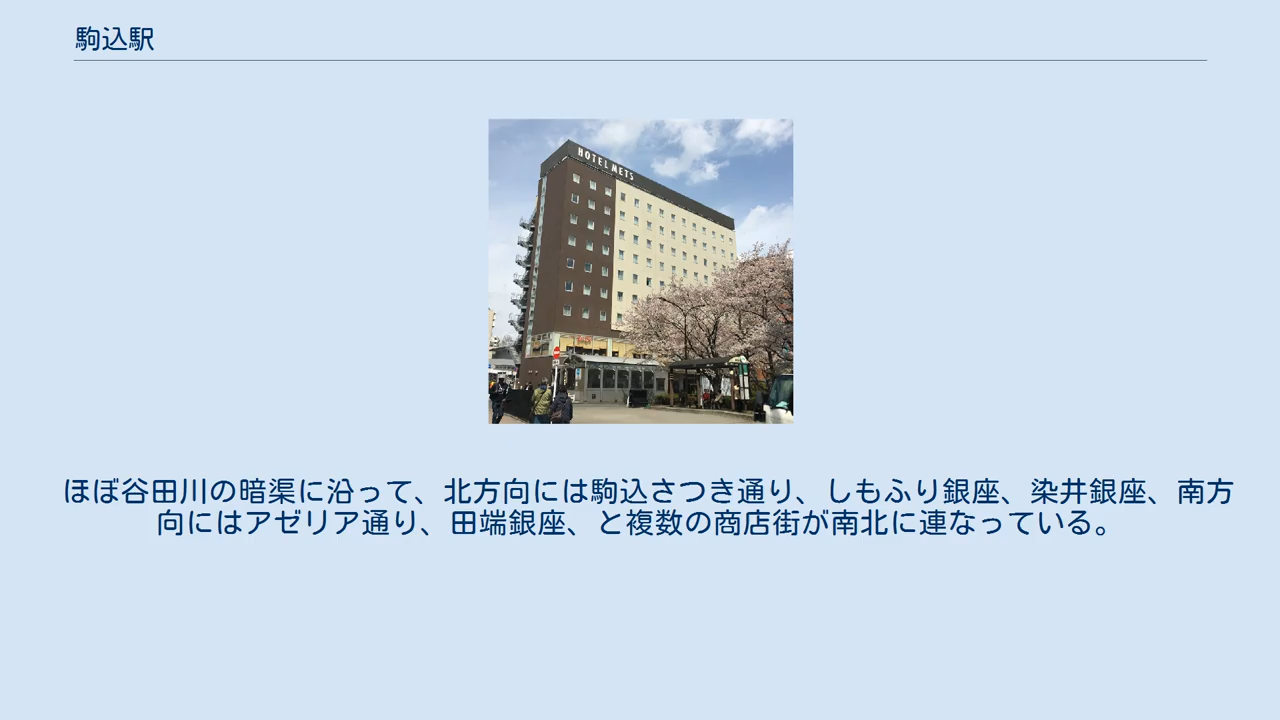 駒込駅
HOTEL METS
ほぼ谷田川の暗渠に沿って、北方向には駒込さつき通り、しもふり銀座、染井銀座、南方
向にはアゼリア通り、田端銀座、と複数の商店街が南北に連なっている。